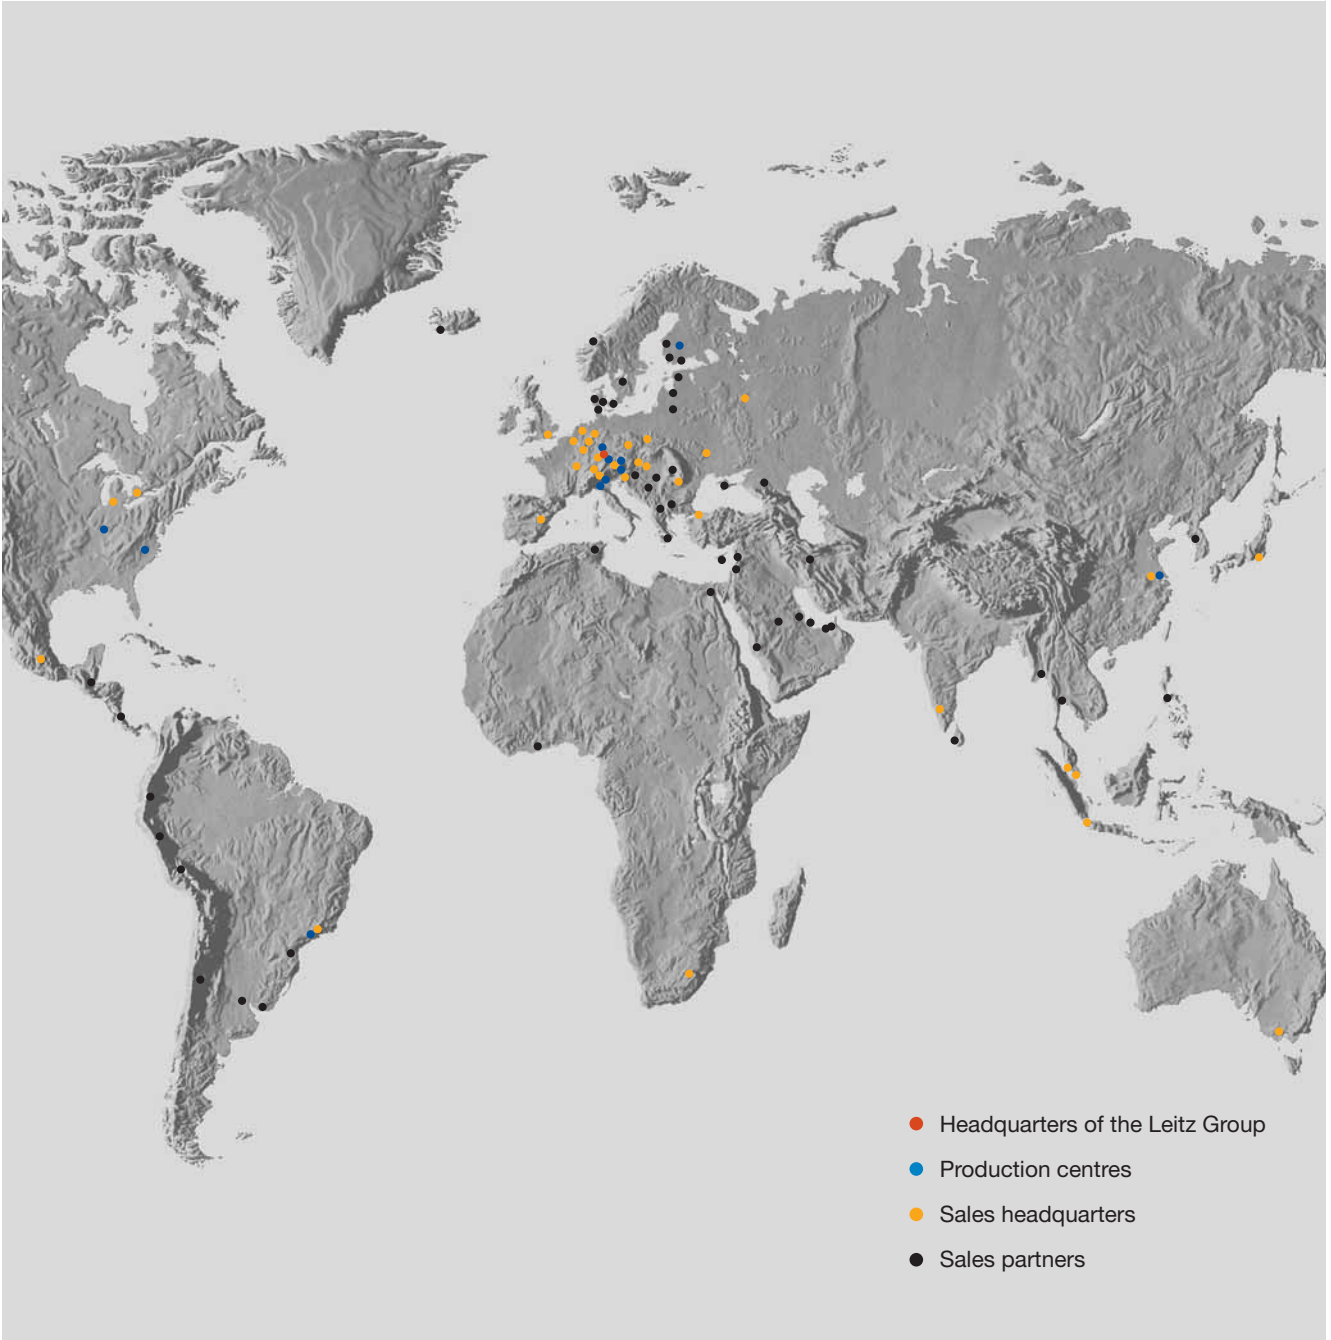 Headquarters of the Leitz Group
Production centres
Sales headquarters
Sales partners